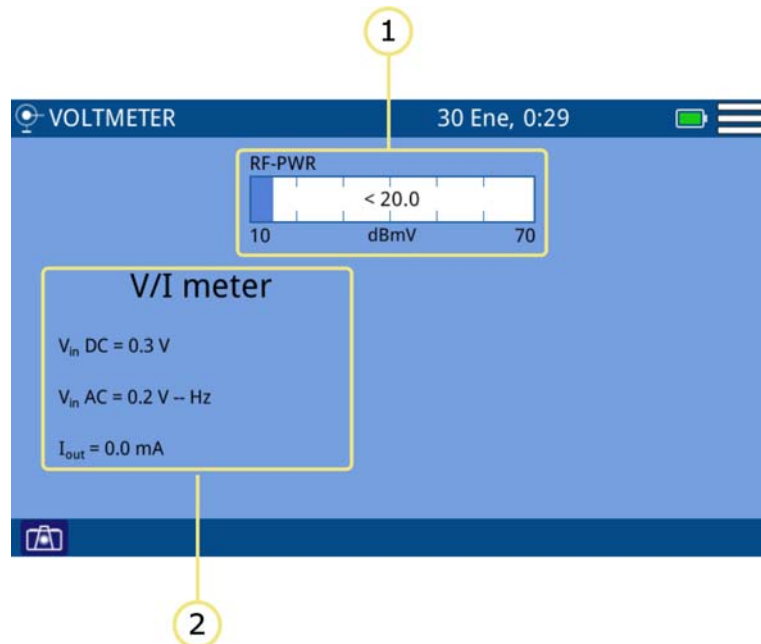 1
VOLTMETER 30 Ene, 0:29
RF-PWR
< 20.0
10 dBmV 70
V/I meter
Vin DC = 0.3 V
Vin AC = 0.2 V -- Hz
Iout = 0.0 mA
2